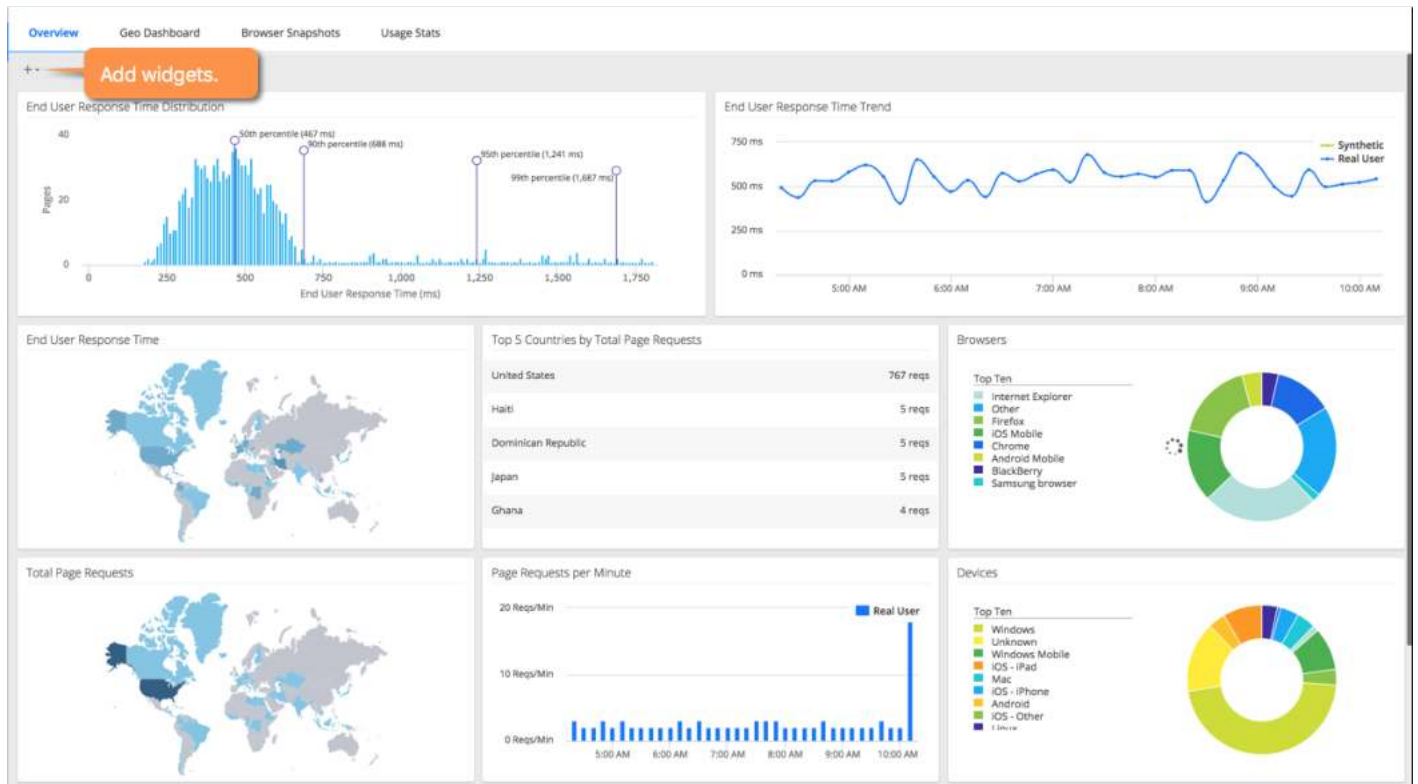 Overview Geo Dashboard Browser Snapshots Usage Stats
+
Add widgets.
End User Response Time Distribution
40
20
0
Pages
50th percentile (467 ms)
90th percentile (688 ms)
95th percentile (1,241 ms)
99th percentile (1,687 ms)
0 250 500 750 1,000 1,250 1,500 1,750
End User Response Time (ms)
End User Response Time Trend
750 ms
500 ms
250 ms
0 ms
Synthetic
Real User
5:00 AM 6:00 AM 7:00 AM 8:00 AM 9:00 AM 10:00 AM
End User Response Time
Top 5 Countries by Total Page Requests
United States 767 reqs
Haiti 5 reqs
Dominican Republic 5 reqs
Japan 5 reqs
Ghana 4 reqs
Browsers
Top Ten
Internet Explorer
Other
Firefox
iOS Mobile
Chrome
Android Mobile
BlackBerry
Samsung browser
Total Page Requests
Page Requests per Minute
20 Reqs/Min
10 Reqs/Min
0 Reqs/Min
Real User
5:00 AM 6:00 AM 7:00 AM 8:00 AM 9:00 AM 10:00 AM
Devices
Top Ten
Windows
Unknown
Windows Mobile
iOS - iPad
Mac
iOS - iPhone
Android
iOS - Other
Linux